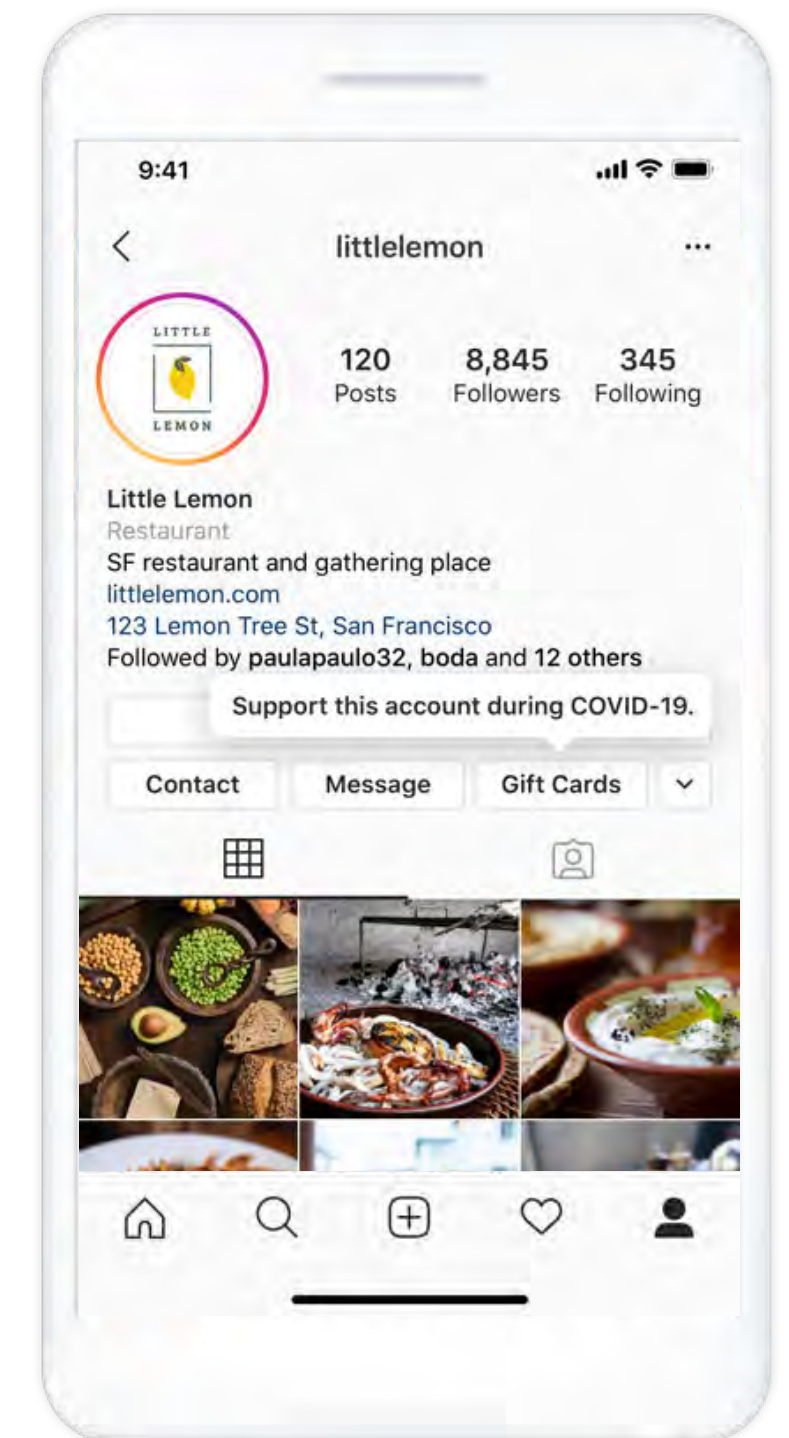 9:41
littlelemon
LITTLE
LEMON
120 8,845 345
Posts Followers Following
Little Lemon
Restaurant
SF restaurant and gathering place
littlelemon.com
123 Lemon Tree St, San Francisco
Followed by paulapaulo32, boda and 12 others
Support this account during COVID-19.
Contact Message Gift Cards